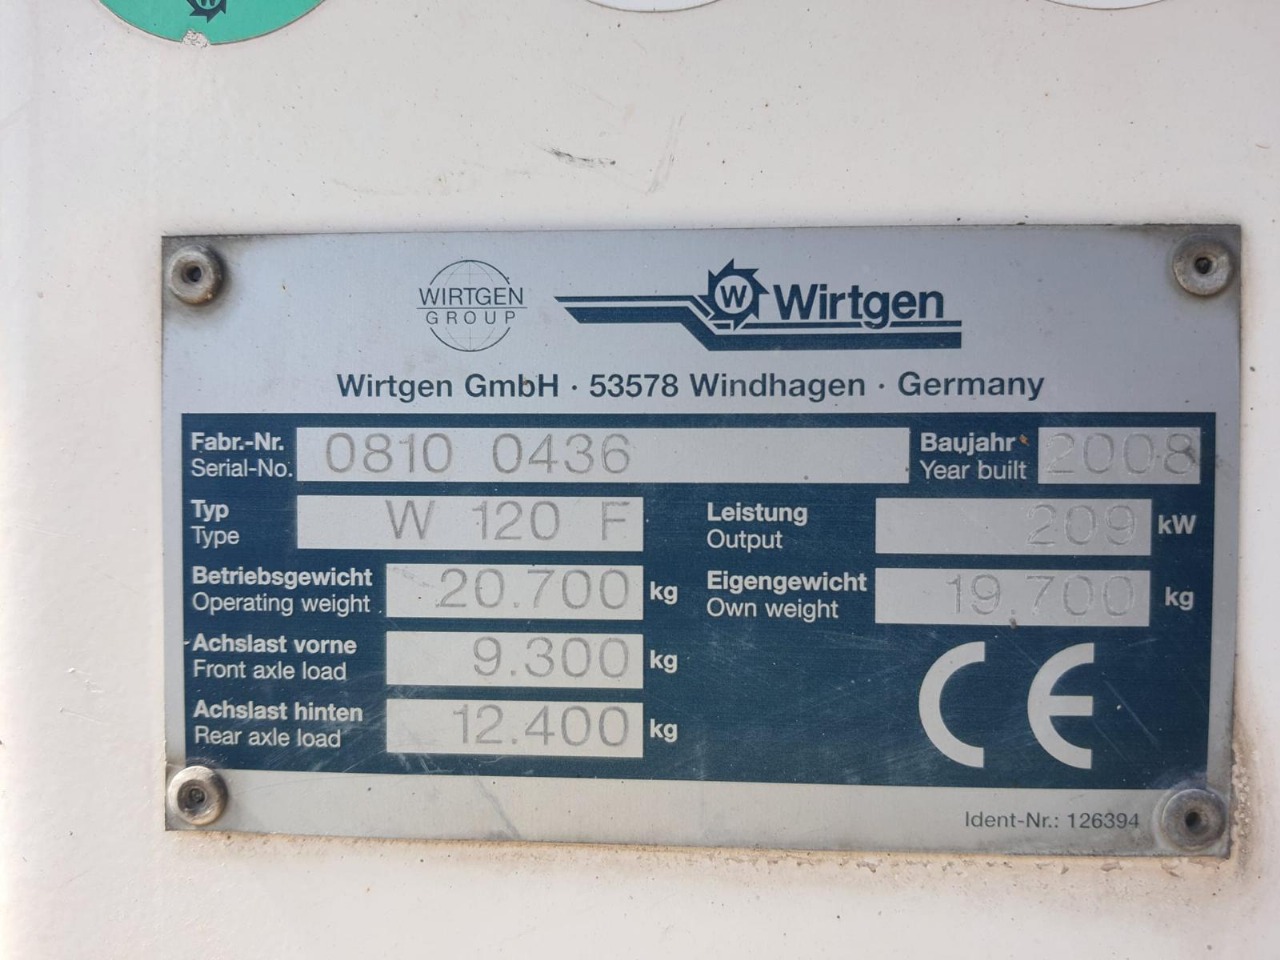 W
WIRTGEN
GROUP
W Wirtgen
Wirtgen GmbH · 53578 Windhagen · Germany
Fabr.-Nr. 0810 0436 Baujahr 2008
Serial-No. Year built
Typ W 120 F Leistung 209 kW
Type Output
Betriebsgewicht 20.700 kg Eigengewicht 19.700 kg
Operating weight Own weight
Achslast vorne 9.300 kg
Front axle load
Achslast hinten 12.400 kg
Rear axle load
CE
Ident-Nr.: 126394